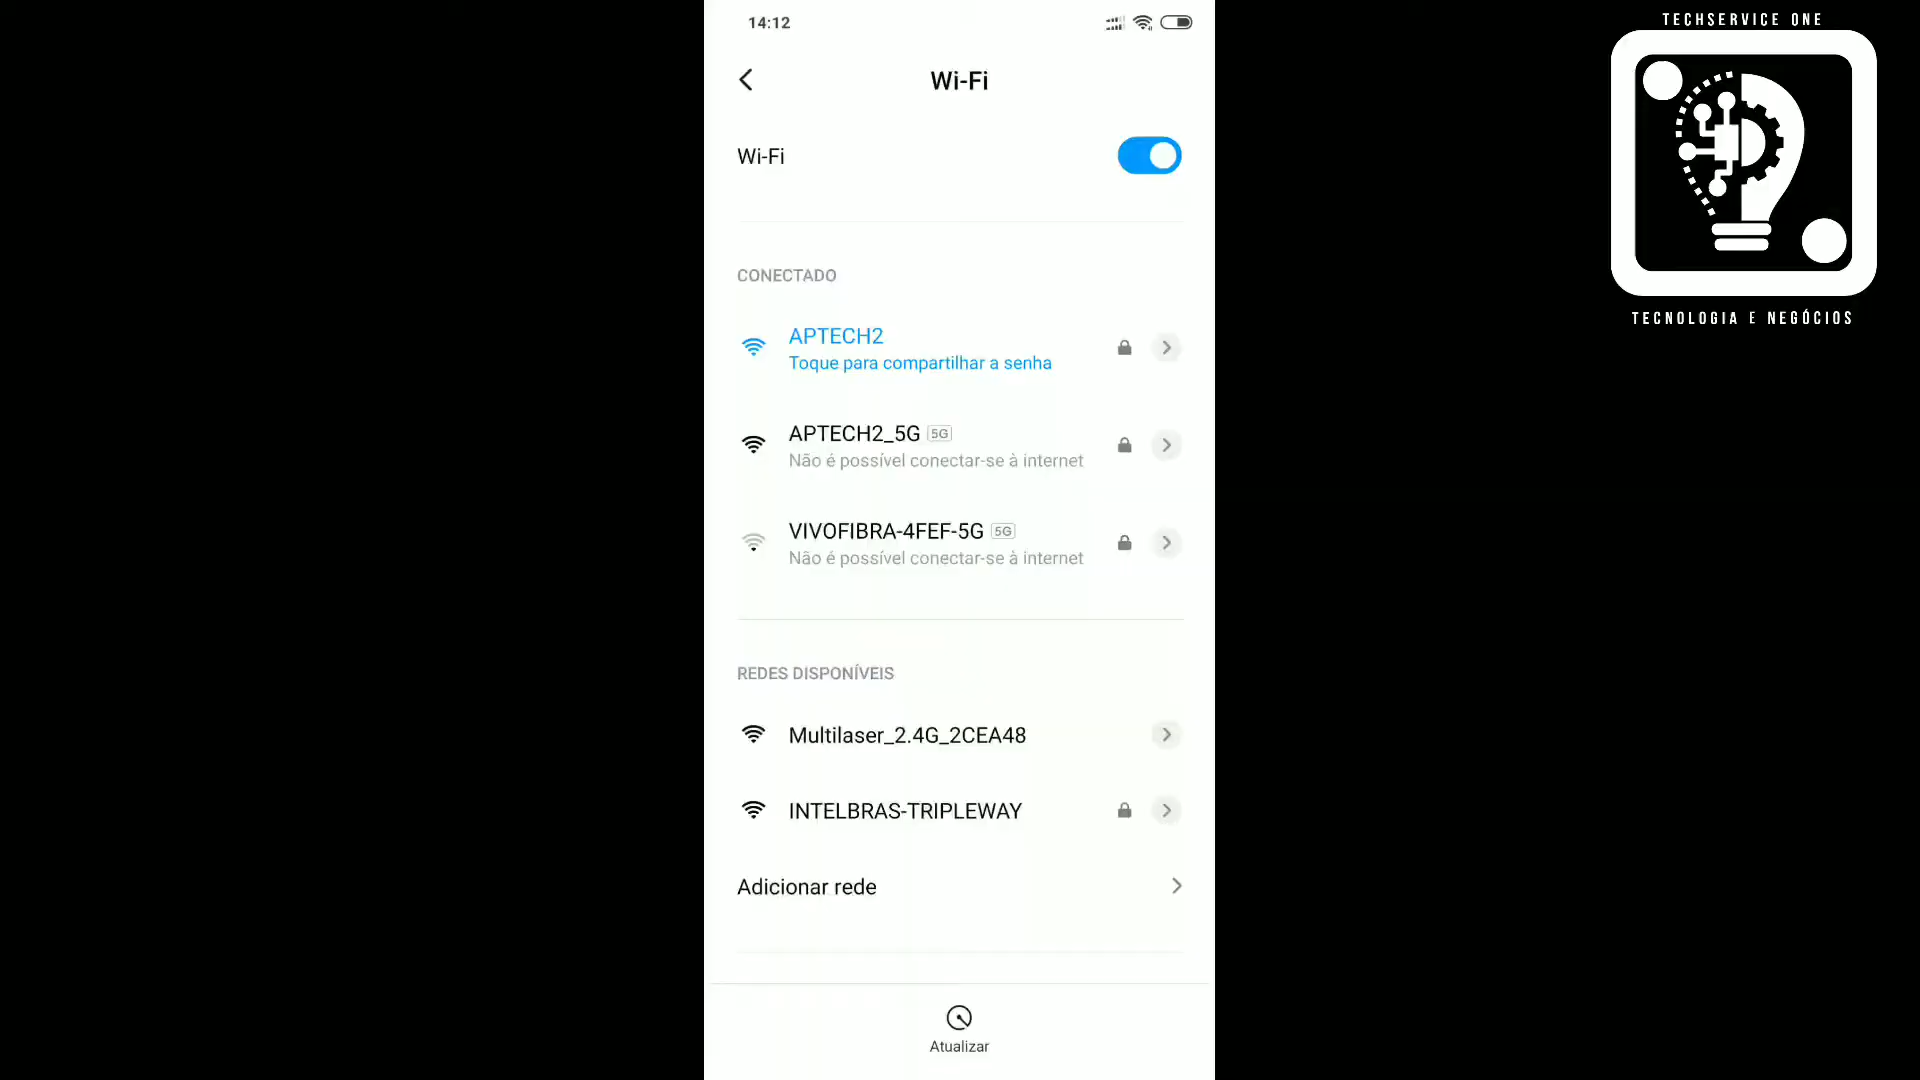 TECHSERVICE ONE
14:12
Wi-Fi
Wi-Fi
CONECTADO
APTECH2
Toque para compartilhar a senha
APTECH2_5G 5G
Não é possível conectar-se à internet
VIVOFIBRA-4FEF-5G 5G
Não é possível conectar-se à internet
TECNOLOGIA E NEGÓCIOS
REDES DISPONÍVEIS
Multilaser_2.4G_2CEA48
INTELBRAS-TRIPLEWAY
Adicionar rede
Atualizar